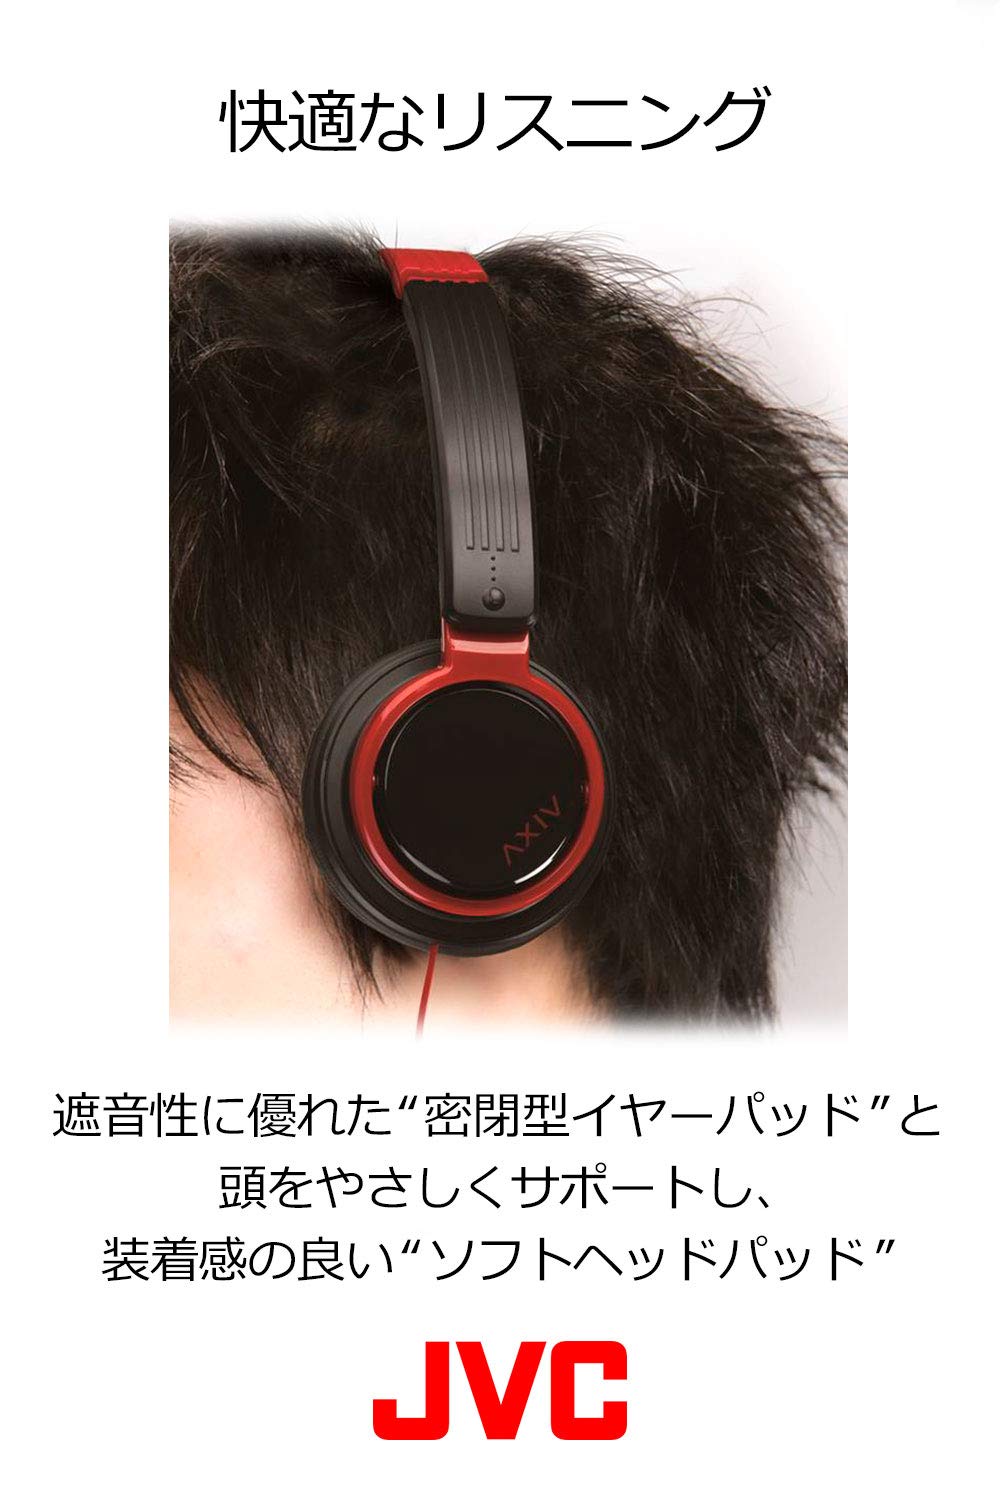 快適なリスニング
AXIV
遮音性に優れた“密閉型イヤーパッド”と
頭をやさしくサポートし、
装着感の良い“ソフトヘッドパッド”
JVC